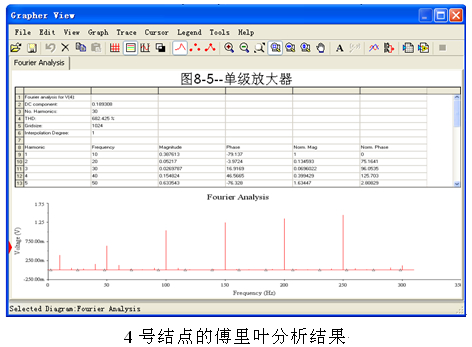 Grapher View
File Edit View Graph Trace Cursor Legend Tools Help
Fourier Analysis
图8-5--单级放大器
1 Fourier analysis for V(4):
2 DC component: 0.189308
3 No. Harmonics: 30
4 THD: 682.425 %
5 Gridsize: 1024
6 Interpolation Degree: 1
7
8 Harmonic Frequency Magnitude Phase Norm. Mag Norm. Phase
9 1 10 0.387613 -79.137 1 0
10 2 20 0.05217 -3.9724 0.134593 75.1641
11 3 30 0.0269787 16.9169 0.0696022 96.0535
12 4 40 0.154824 46.5665 0.399429 125.703
13 5 50 0.633543 -76.328 1.63447 2.80829
Fourier Analysis
Voltage (V)
1.73
1.23
750.00m
250.00m
-250.00m
0 50 100 150 200 250 300
Frequency (Hz)
Selected Diagram:Fourier Analysis
4 号结点的傅里叶分析结果